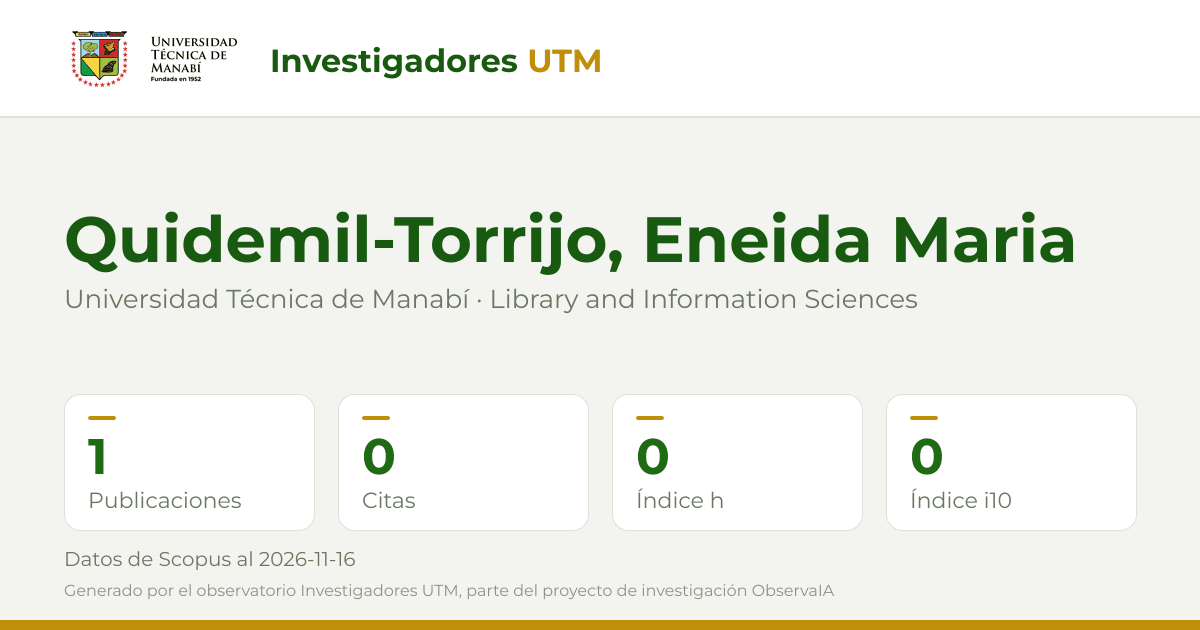 UNIVERSIDAD
TÉCNICA DE
MANABÍ
Fundada en 1952
Investigadores UTM
Quidemil-Torrijo, Eneida Maria
Universidad Técnica de Manabí · Library and Information Sciences
1
Publicaciones
0
Citas
0
Índice h
0
Índice i10
Datos de Scopus al 2026-11-16
Generado por el observatorio Investigadores UTM, parte del proyecto de investigación ObservaIA